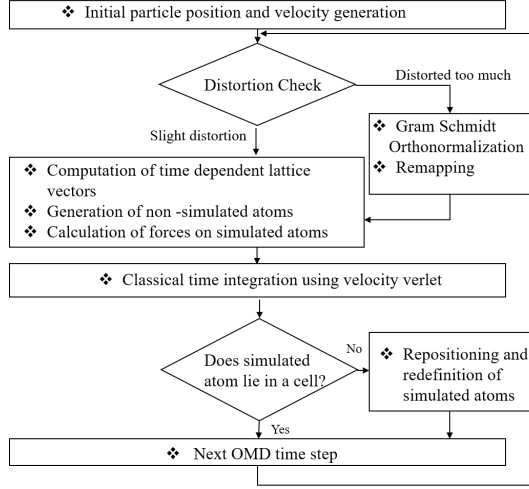 ❖ Initial particle position and velocity generation
Distortion Check
Distorted too much
Slight distortion
❖ Gram Schmidt
Orthonormalization
❖ Remapping
❖ Computation of time dependent lattice
vectors
❖ Generation of non -simulated atoms
❖ Calculation of forces on simulated atoms
❖ Classical time integration using velocity verlet
Does simulated
atom lie in a cell?
No
❖ Repositioning and
redefinition of
simulated atoms
Yes
❖ Next OMD time step